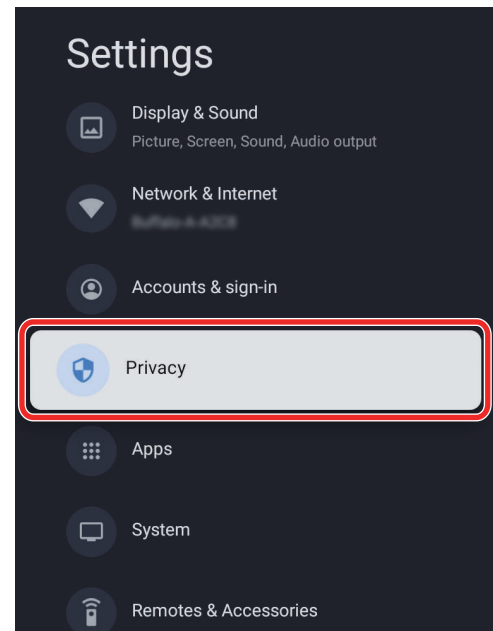 Settings
Display & Sound
Picture, Screen, Sound, Audio output
Network & Internet
Accounts & sign-in
Privacy
Apps
System
Remotes & Accessories